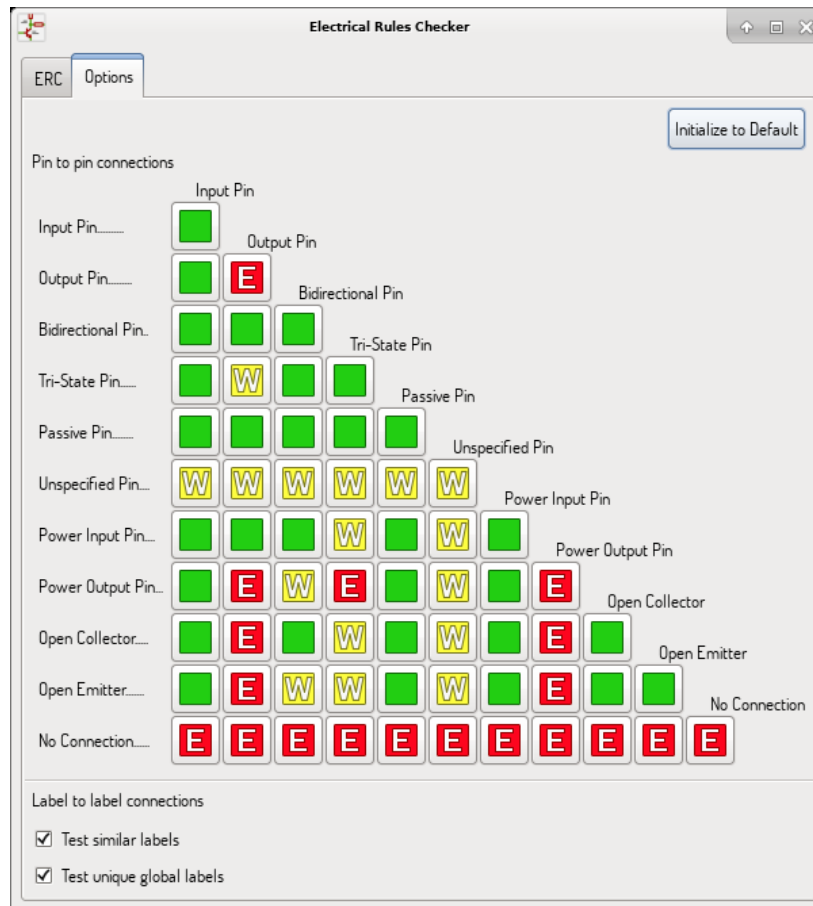 Electrical Rules Checker
ERC Options
Initialize to Default
Pin to pin connections
Input Pin
Input Pin.........
Output Pin
Output Pin........ E
Bidirectional Pin
Bidirectional Pin..
Tri-State Pin
Tri-State Pin..... W
Passive Pin
Passive Pin........
Unspecified Pin
Unspecified Pin.... W W W W W W
Power Input Pin
Power Input Pin.... W W
Power Output Pin
Power Output Pin... E W E W E
Open Collector
Open Collector..... E W W E
Open Emitter
Open Emitter....... E W W W E
No Connection
No Connection..... E E E E E E E E E E E
Label to label connections
Test similar labels
Test unique global labels